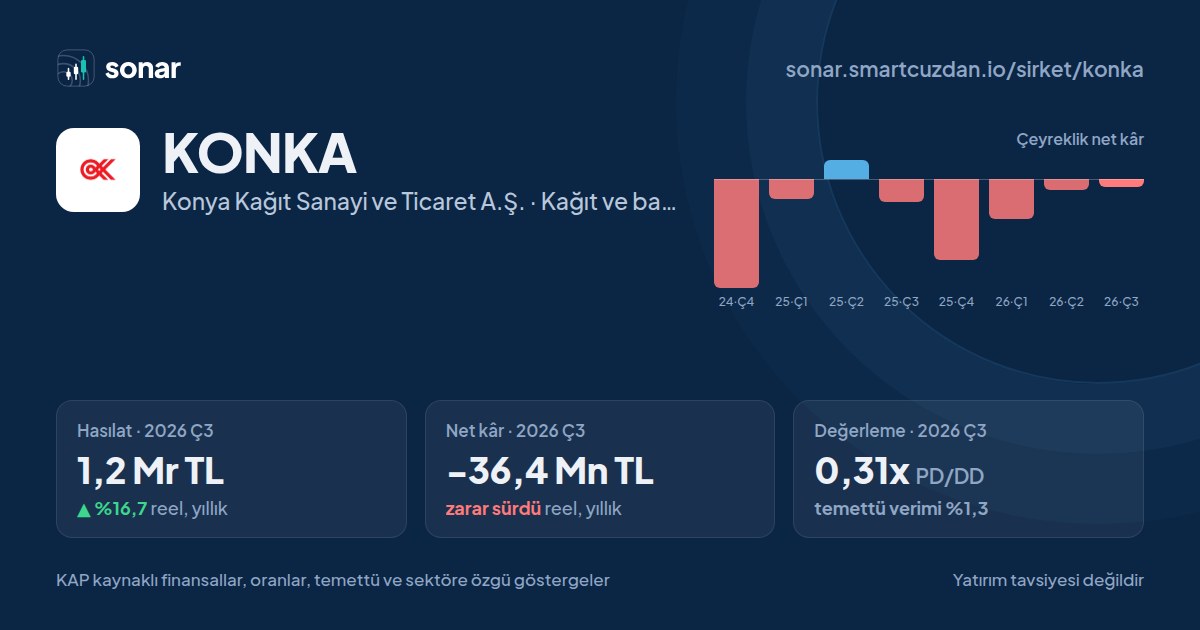 sonar
sonar.smartcuzdan.io/sirket/konka
KONKA
Konya Kağıt Sanayi ve Ticaret A.Ş. · Kağıt ve ba...
Çeyreklik net kâr
24·Ç4 25·Ç1 25·Ç2 25·Ç3 25·Ç4 26·Ç1 26·Ç2 26·Ç3
Hasılat · 2026 Ç3
1,2 Mr TL
▲ %16,7 reel, yıllık
Net kâr · 2026 Ç3
−36,4 Mn TL
zarar sürdü reel, yıllık
Değerleme · 2026 Ç3
0,31x PD/DD
temettü verimi %1,3
KAP kaynaklı finansallar, oranlar, temettü ve sektöre özgü göstergeler
Yatırım tavsiyesi değildir